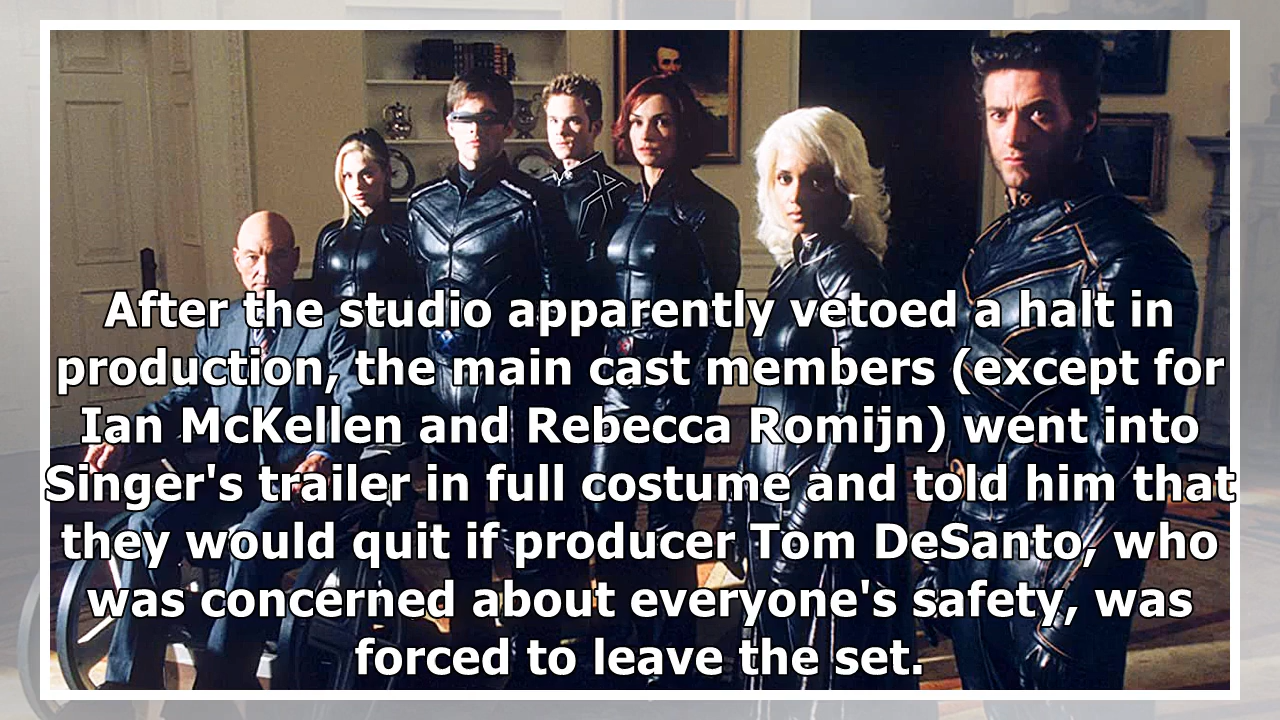 After the studio apparently vetoed a halt in
production, the main cast members (except for
Ian McKellen and Rebecca Romijn) went into
Singer's trailer in full costume and told him that
they would quit if producer Tom DeSanto, who
was concerned about everyone's safety, was
forced to leave the set.